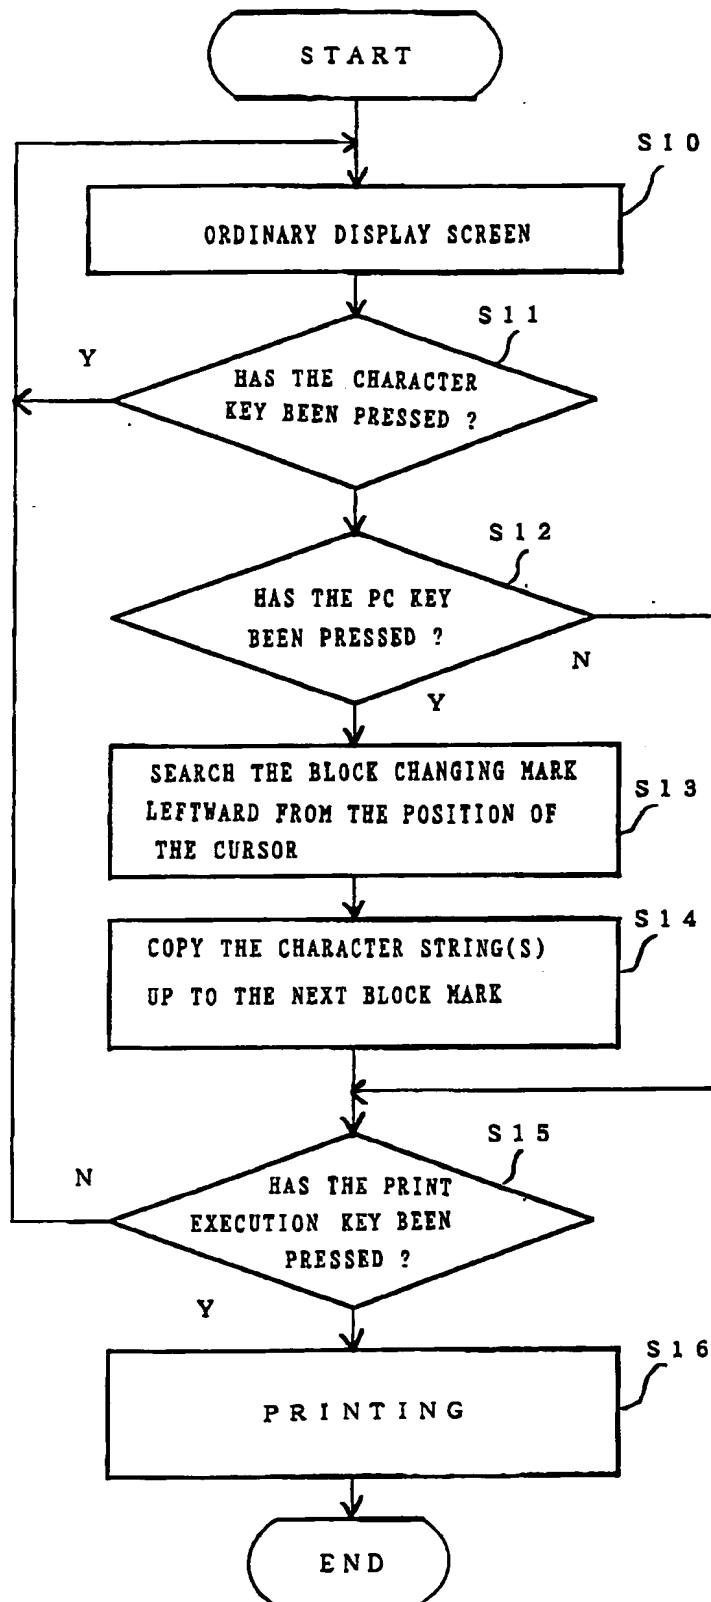 START
S10
ORDINARY DISPLAY SCREEN
S11
Y
HAS THE CHARACTER
KEY BEEN PRESSED ?
S12
HAS THE PC KEY
BEEN PRESSED ?
N
Y
SEARCH THE BLOCK CHANGING MARK
LEFTWARD FROM THE POSITION OF
THE CURSOR
S13
S14
COPY THE CHARACTER STRING(S)
UP TO THE NEXT BLOCK MARK
S15
N
HAS THE PRINT
EXECUTION KEY BEEN
PRESSED ?
Y
S16
PRINTING
END